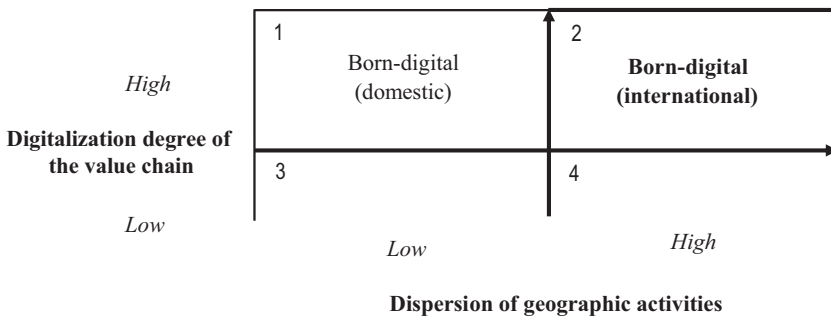 1
2
Born-digital
(domestic)
Born-digital
(international)
High
Digitalization degree of
the value chain
3
4
Low
Low
High
Dispersion of geographic activities